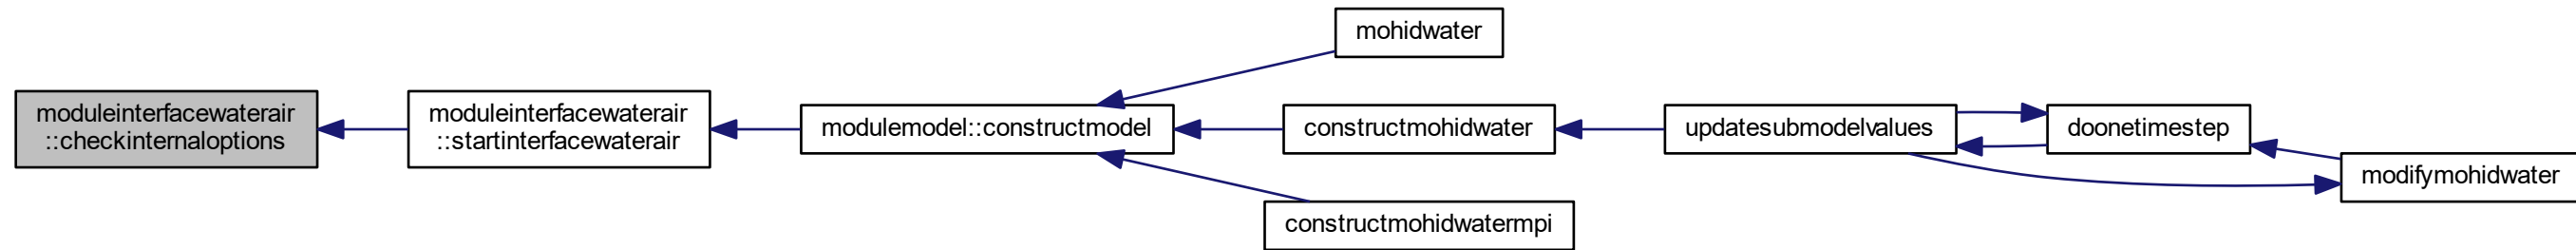 moduleinterfacewaterair
::checkinternaloptions
moduleinterfacewaterair
::startinterfacewaterair
modulemodel::constructmodel
mohidwater
constructmohidwater
constructmohidwatermpi
updatesubmodelvalues
doonetimestep
modifymohidwater